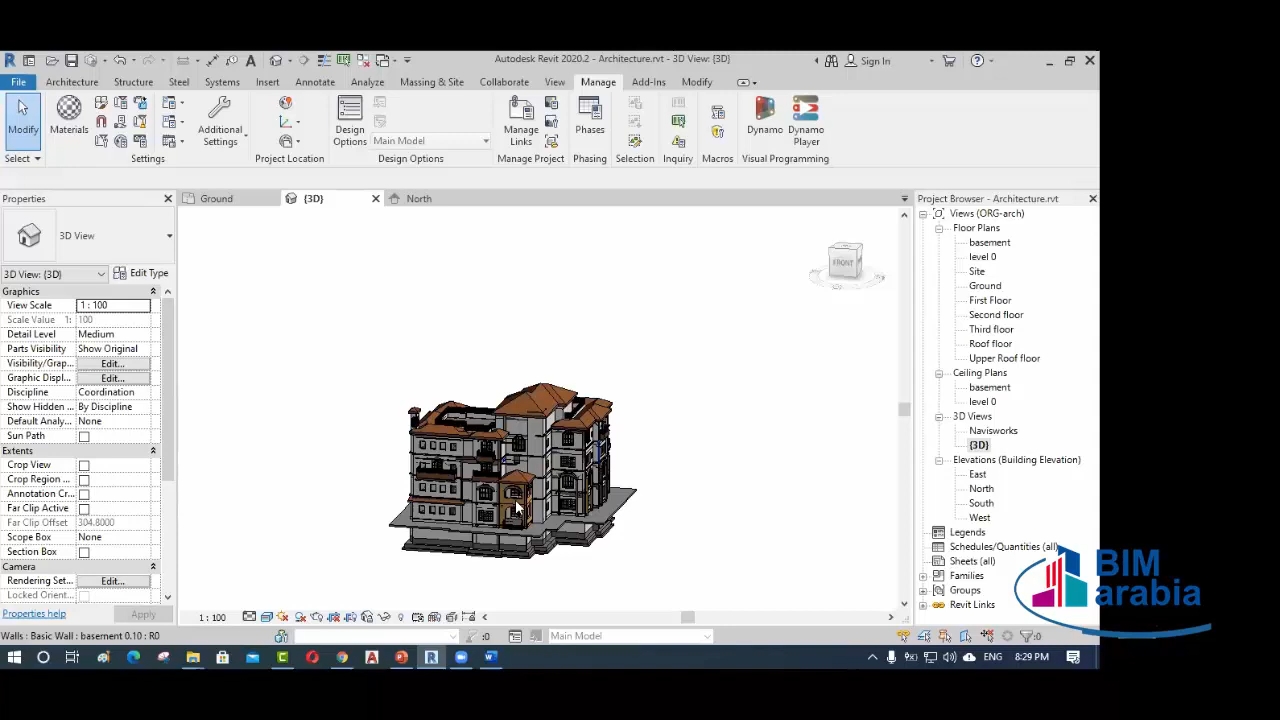 Autodesk Revit 2020.2 - Architecture.rvt - 3D View: {3D}
Sign In
File Architecture Structure Steel Systems Insert Annotate Analyze Massing & Site Collaborate View Manage Add-Ins Modify
Modify
Materials
Additional
Settings
Design
Options
Main Model
Manage
Links
Phases
Dynamo
Dynamo
Player
Select
Settings
Project Location
Design Options
Manage Project
Phasing
Selection
Inquiry
Macros
Visual Programming
Properties
Ground
{3D}
North
Project Browser - Architecture.rvt
3D View
3D View: {3D}
Edit Type
Graphics
View Scale 1 : 100
Scale Value 1: 100
Detail Level Medium
Parts Visibility Show Original
Visibility/Grap... Edit...
Graphic Displ... Edit...
Discipline Coordination
Show Hidden ... By Discipline
Default Analy... None
Sun Path
Extents
Crop View
Crop Region ...
Annotation Cr...
Far Clip Active
Far Clip Offset 304.8000
Scope Box None
Section Box
Camera
Rendering Set... Edit...
Locked Orient...
Properties help
Apply
FRONT
Views (ORG-arch)
Floor Plans
basement
level 0
Site
Ground
First Floor
Second floor
Third floor
Roof floor
Upper Roof floor
Ceiling Plans
basement
level 0
3D Views
Navisworks
{3D}
Elevations (Building Elevation)
East
North
South
West
Legends
Schedules/Quantities (all)
Sheets (all)
Families
Groups
Revit Links
BIM
arabia
1 : 100
Walls : Basic Wall : basement 0.10 : R0
:0
Main Model
:0
ENG
8:29 PM